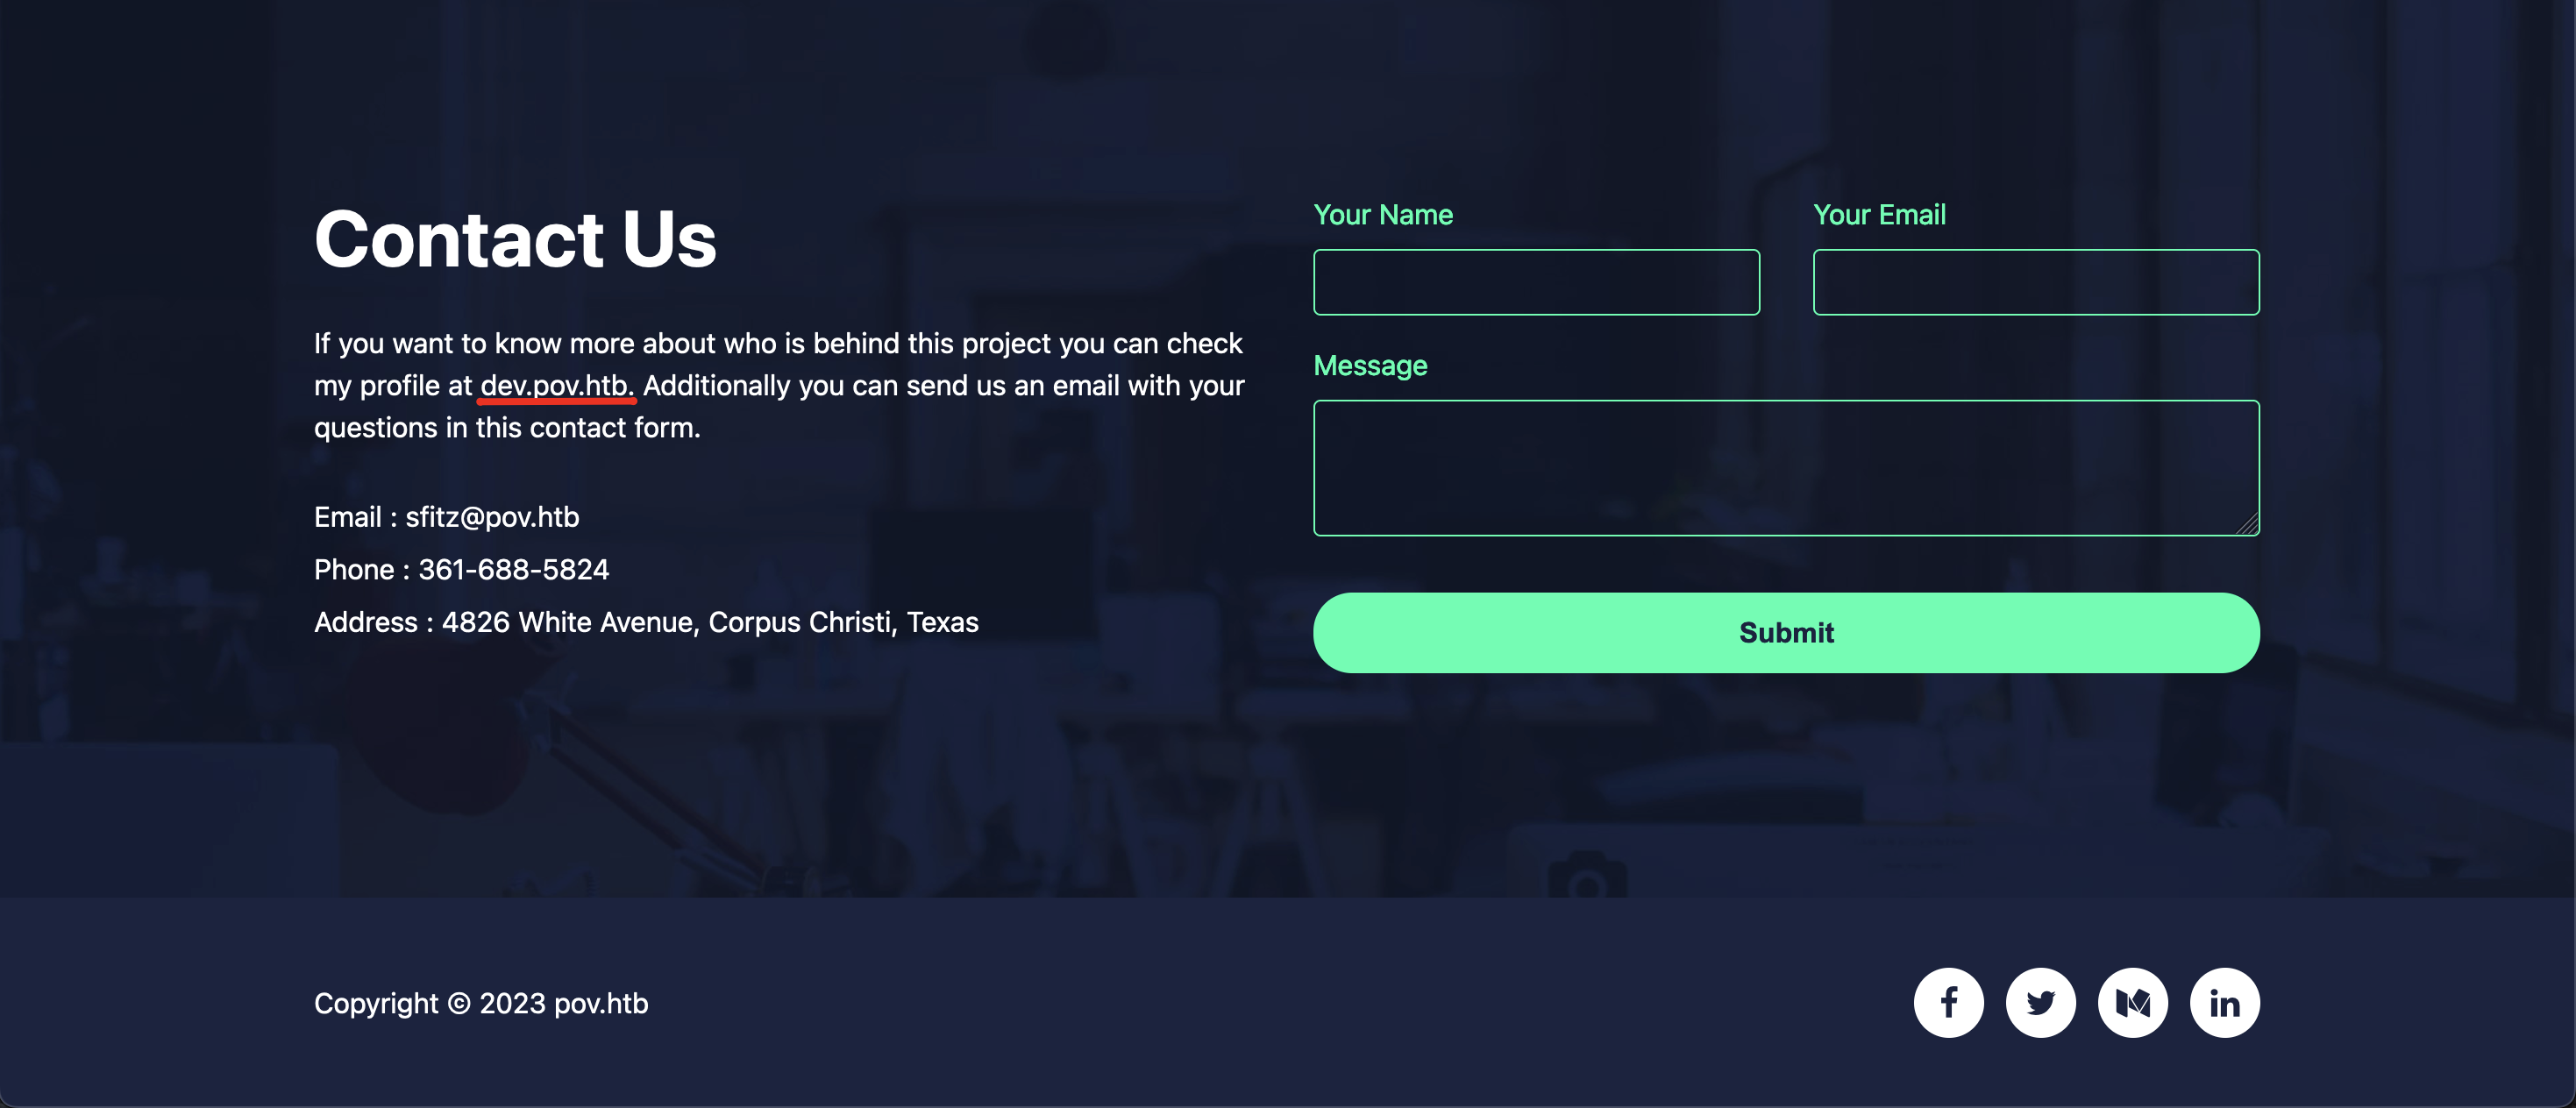 Contact Us
If you want to know more about who is behind this project you can check
my profile at dev.pov.htb. Additionally you can send us an email with your
questions in this contact form.
Email : sfitz@pov.htb
Phone : 361-688-5824
Address : 4826 White Avenue, Corpus Christi, Texas
Your Name
Your Email
Message
Submit
Copyright © 2023 pov.htb